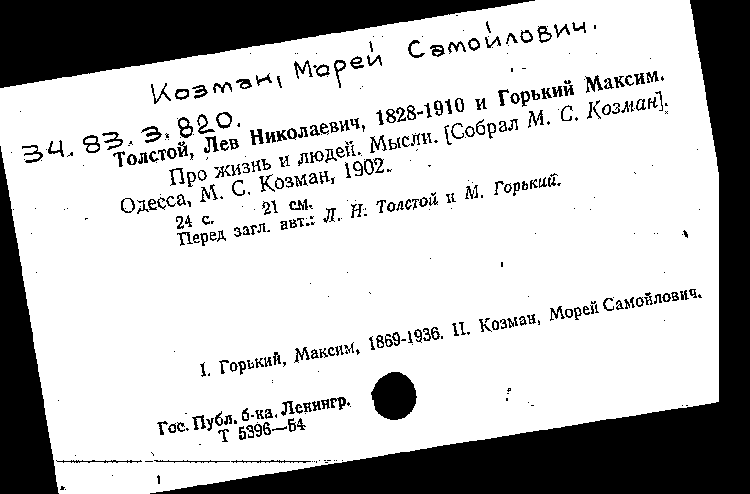 Козман, Морей Самойлович.
34.83.3.820.
Толстой, Лев Николаевич, 1828-1910 и Горький Максим.
Про жизнь и людей. Мысли. [Собрал М. С. Козман].
Одесса, М. С. Козман, 1902.
24 с. 21 см.
Перед загл. авт.: Л. Н. Толстой и М. Горький.
I. Горький, Максим, 1869-1936. II. Козман, Морей Самойлович.
Гос. Публ. б-ка. Ленингр.
Т 5396—54